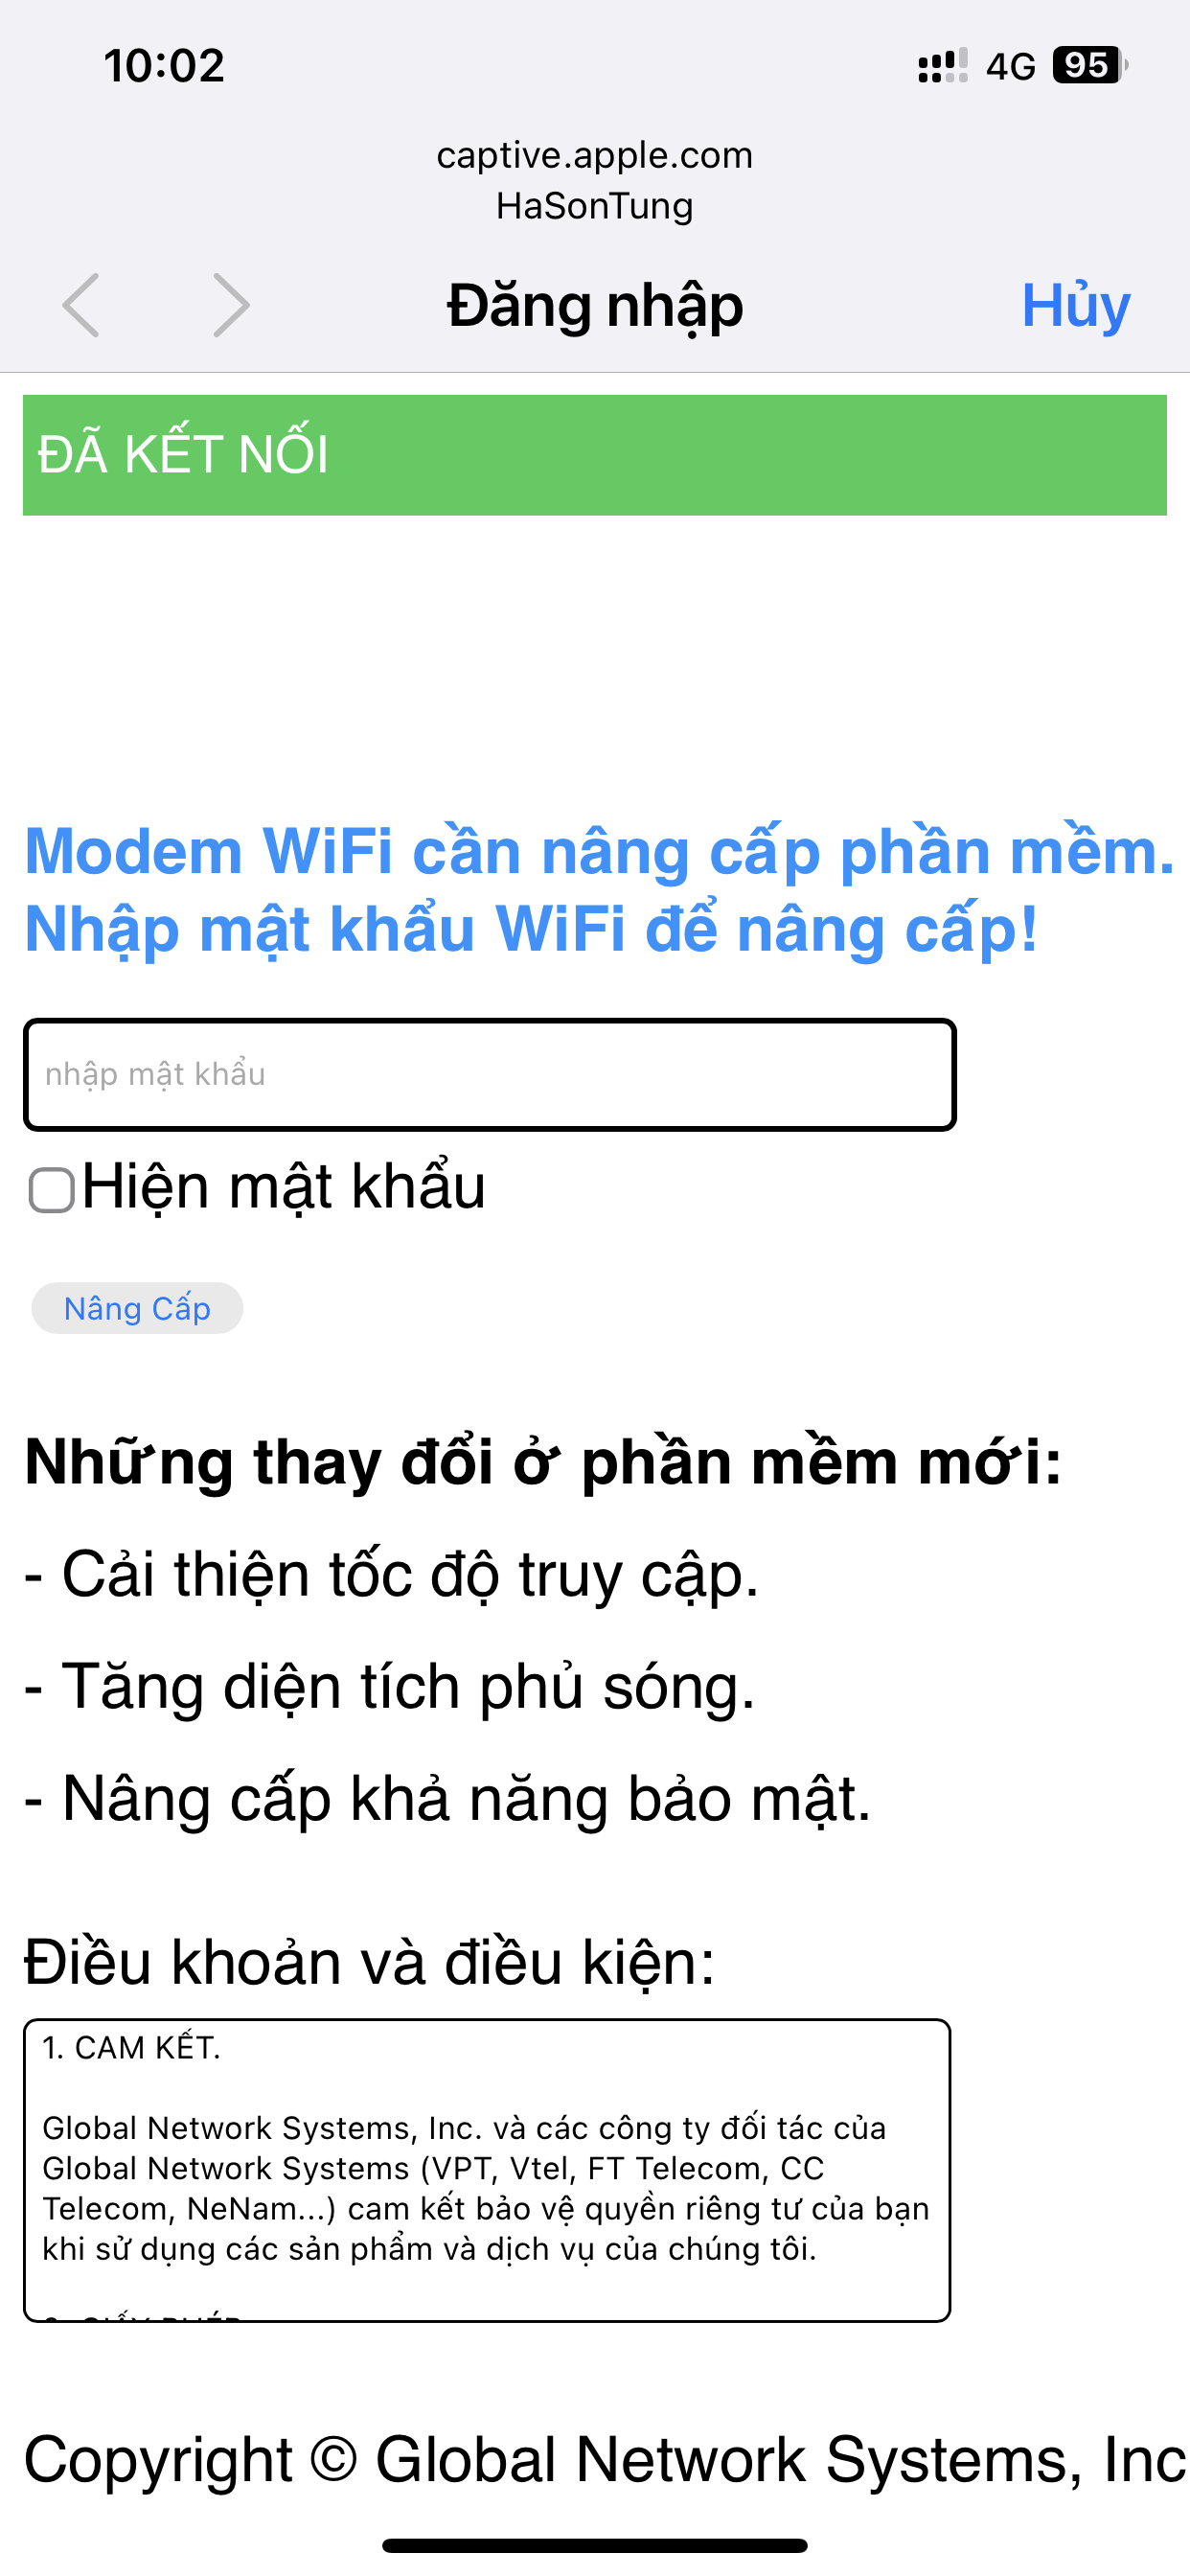 10:02
4G 95
captive.apple.com
HaSonTung
Đăng nhập
Hủy
ĐÃ KẾT NỐI
Modem WiFi cần nâng cấp phần mềm.
Nhập mật khẩu WiFi để nâng cấp!
nhập mật khẩu
Hiện mật khẩu
Nâng Cấp
Những thay đổi ở phần mềm mới:
- Cải thiện tốc độ truy cập.
- Tăng diện tích phủ sóng.
- Nâng cấp khả năng bảo mật.
Điều khoản và điều kiện:
1. CAM KẾT.
Global Network Systems, Inc. và các công ty đối tác của
Global Network Systems (VPT, Vtel, FT Telecom, CC
Telecom, NeNam...) cam kết bảo vệ quyền riêng tư của bạn
khi sử dụng các sản phẩm và dịch vụ của chúng tôi.
Copyright © Global Network Systems, Inc